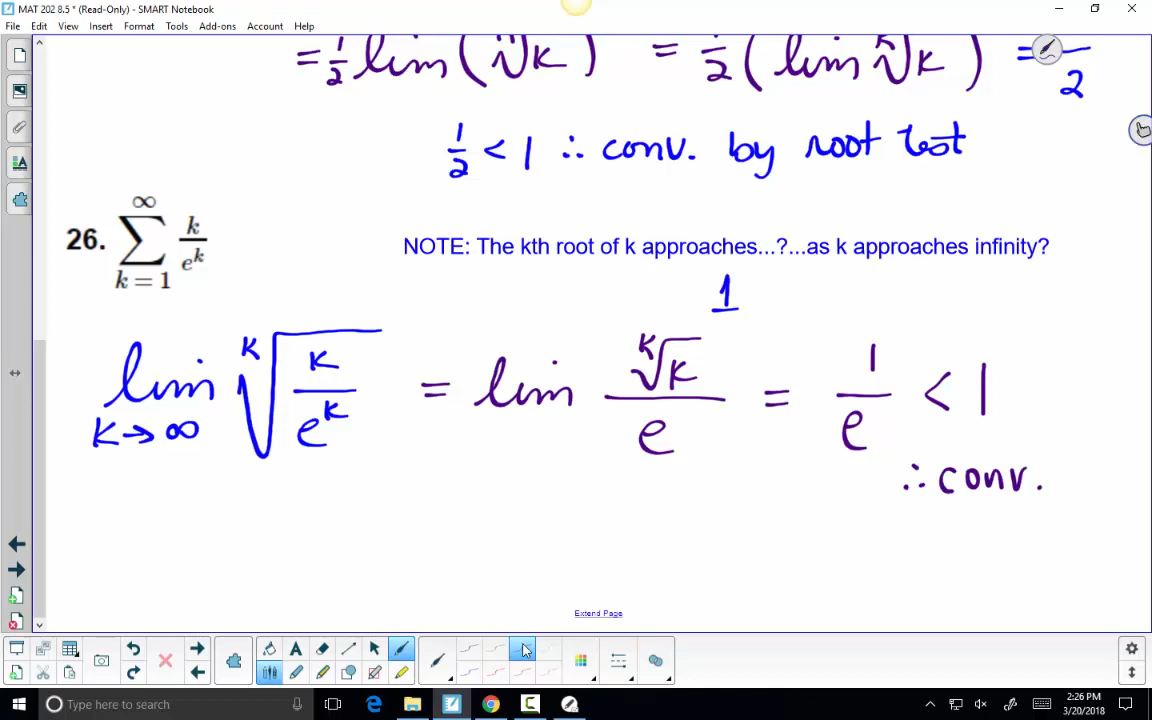 MAT 202 8.5 * (Read-Only) - SMART Notebook
File Edit View Insert Format Tools Add-ons Account Help
= 1/2 lim ( ᵏ√k ) = 1/2 ( lim ᵏ√k ) = 1/2
1/2 < 1 ∴ conv. by root test
26. ∑_{k=1}^{∞} k/e^k
NOTE: The kth root of k approaches...?...as k approaches infinity?
1
lim_{k→∞} ᵏ√(k/e^k) = lim ᵏ√k / e = 1/e < 1
∴ conv.
Extend Page
Type here to search
2:26 PM
3/20/2018